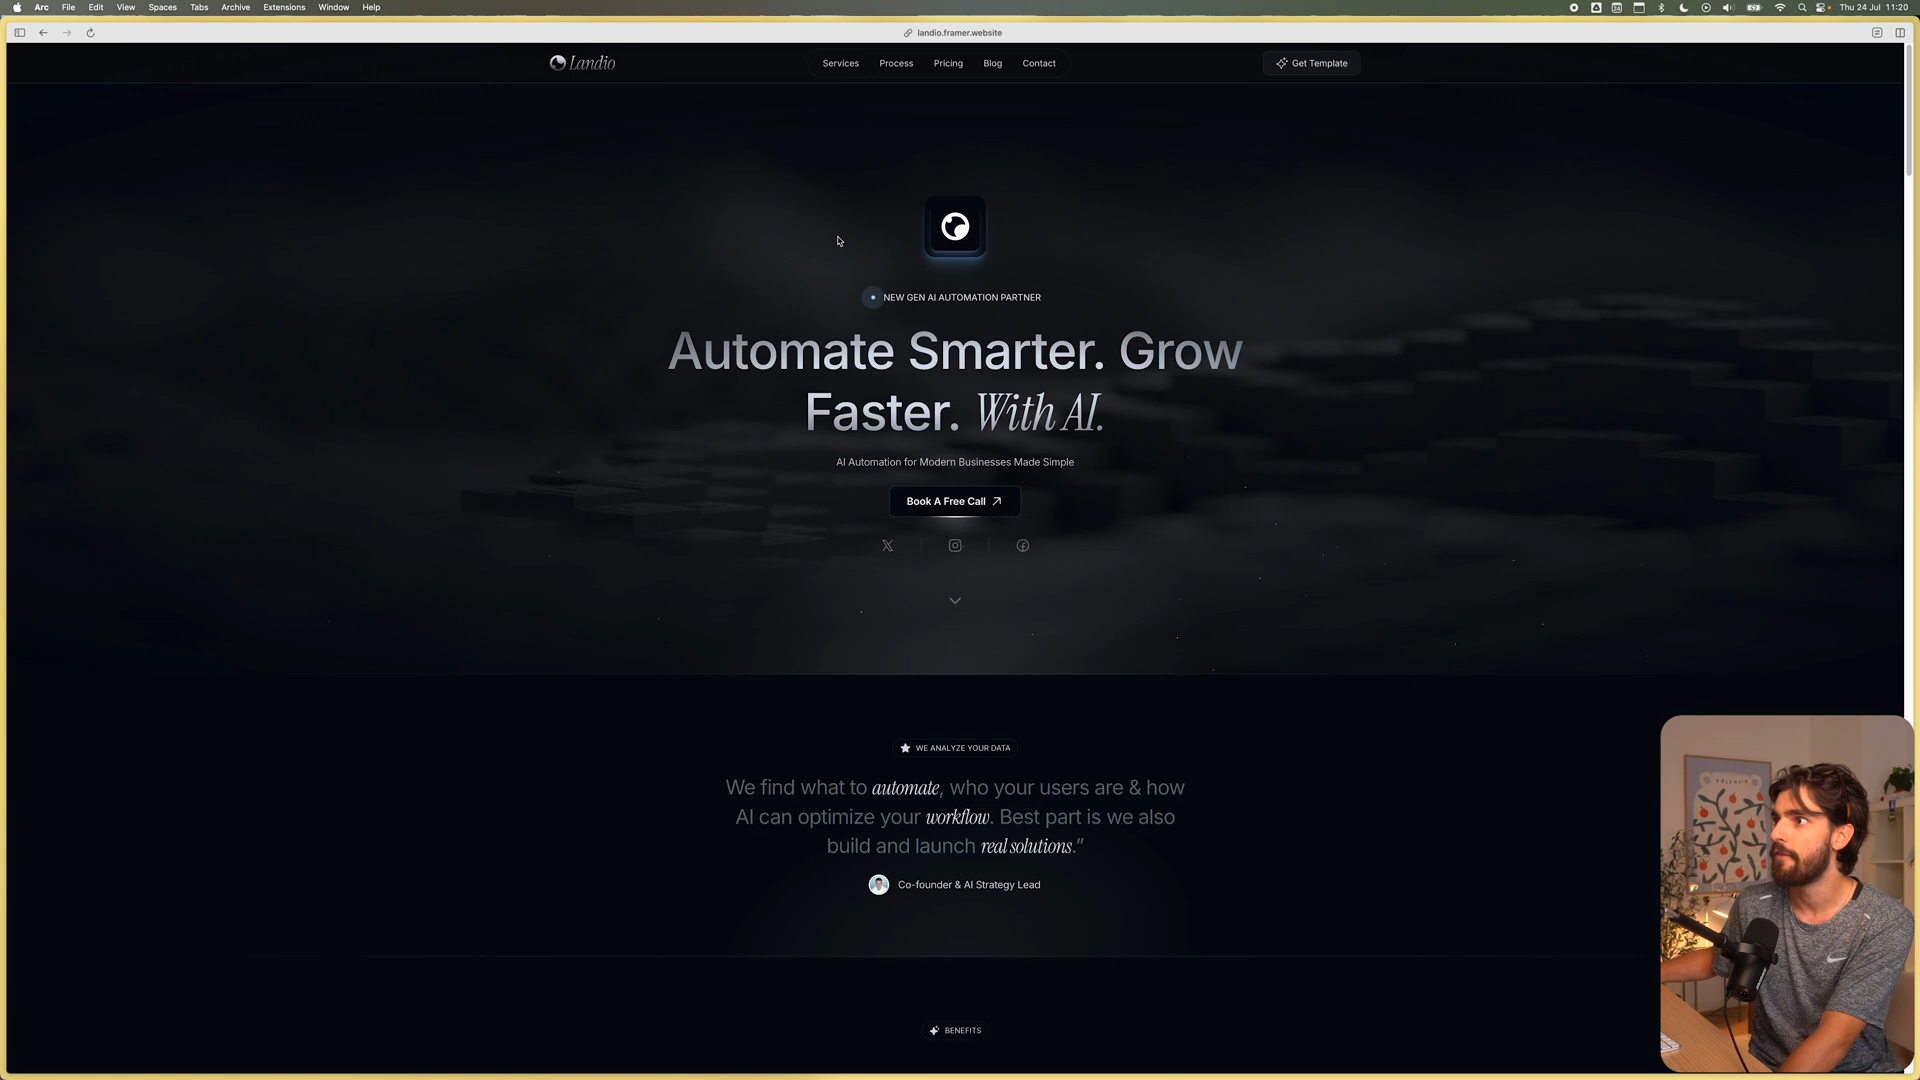 Arc File Edit View Spaces Tabs Archive Extensions Window Help
24
Thu 24 Jul 11:20
landio.framer.website
Landio
Services Process Pricing Blog Contact
Get Template
NEW GEN AI AUTOMATION PARTNER
Automate Smarter. Grow
Faster. With AI.
AI Automation for Modern Businesses Made Simple
Book A Free Call
WE ANALYZE YOUR DATA
We find what to automate, who your users are & how
AI can optimize your workflow. Best part is we also
build and launch real solutions.”
Co-founder & AI Strategy Lead
BENEFITS
VALENCIA